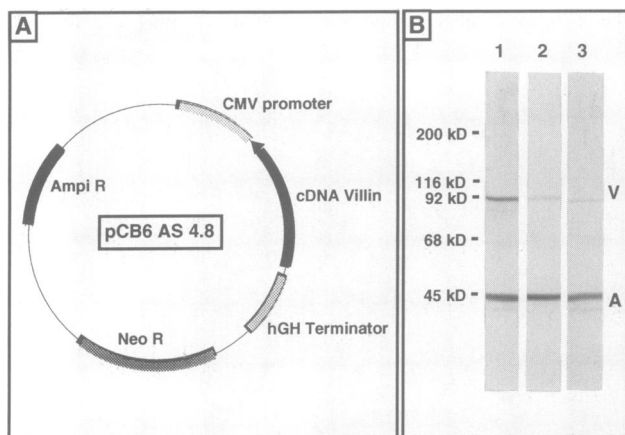 A
CMV promoter
Ampi R
cDNA Villin
pCB6 AS 4.8
Neo R
hGH Terminator
B
1 2 3
200 kD
116 kD
92 kD
V
68 kD
45 kD
A